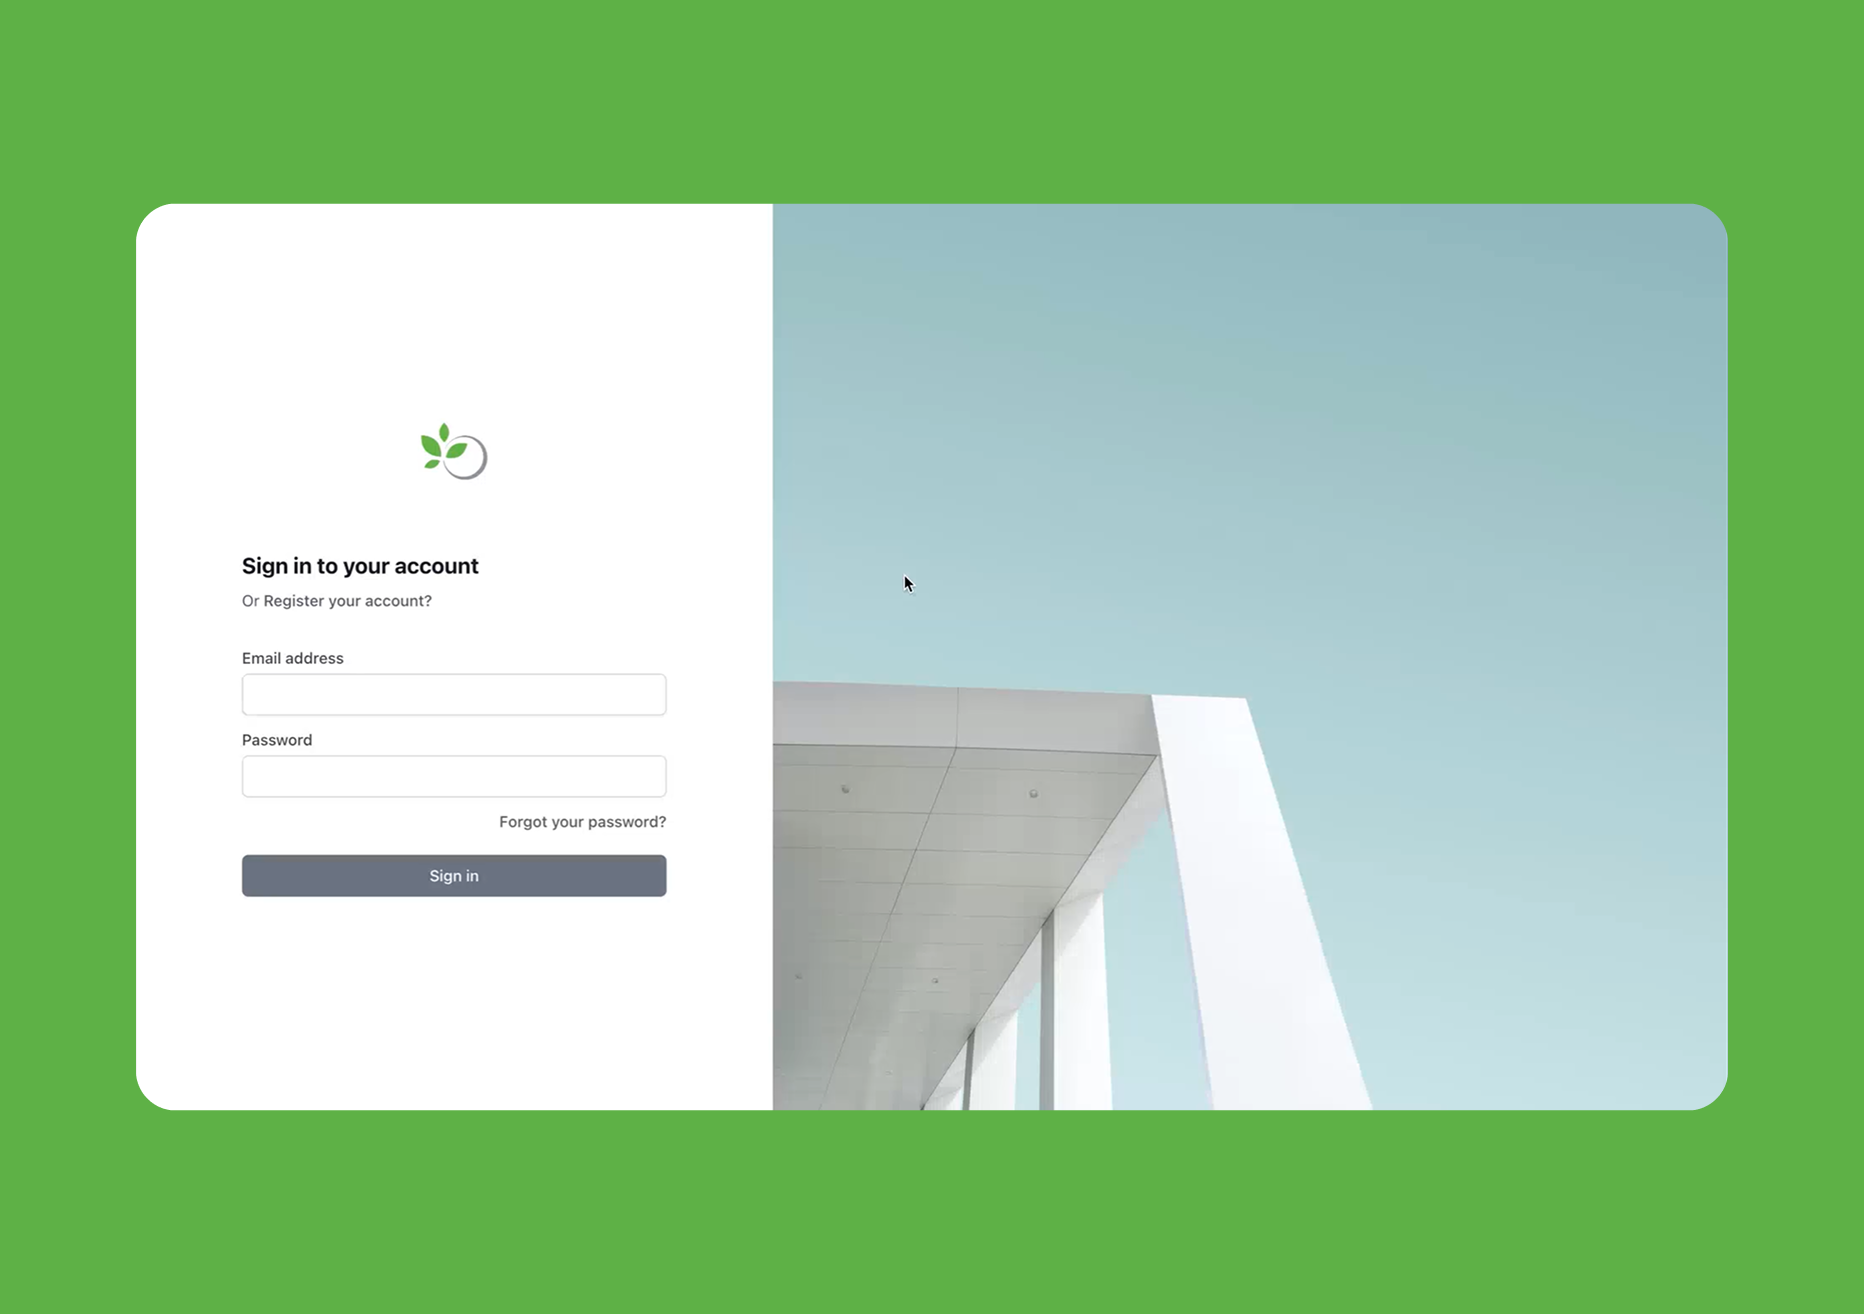 Sign in to your account
Or Register your account?
Email address
Password
Forgot your password?
Sign in